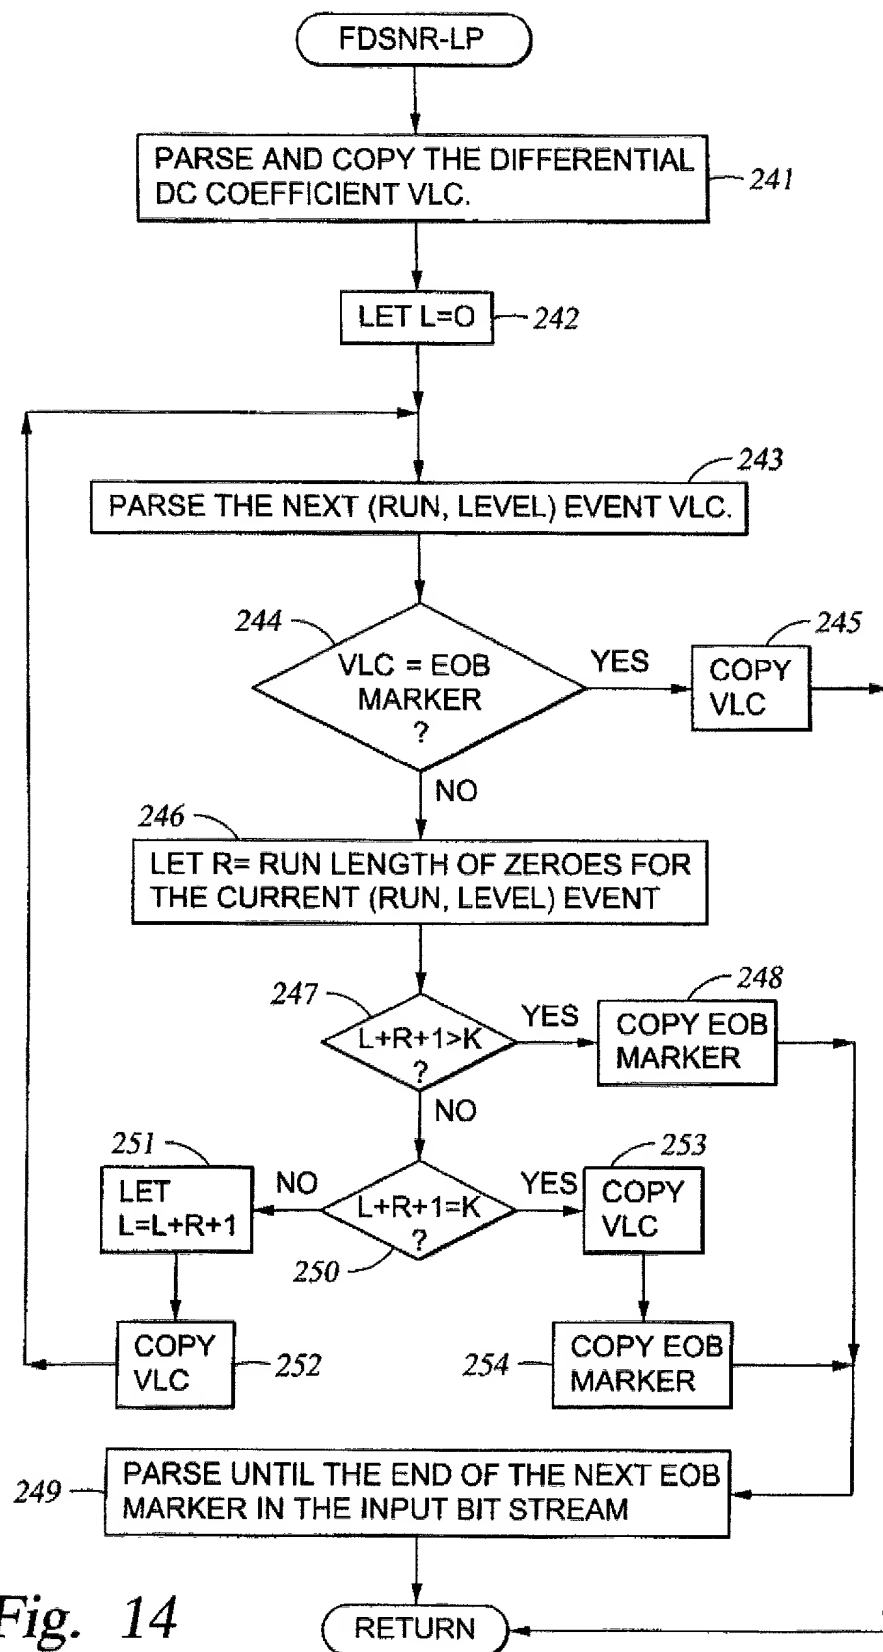 FDSNR-LP
PARSE AND COPY THE DIFFERENTIAL
DC COEFFICIENT VLC.
241
LET L=O
242
243
PARSE THE NEXT (RUN, LEVEL) EVENT VLC.
244
VLC = EOB
MARKER
?
YES
245
COPY
VLC
NO
246
LET R= RUN LENGTH OF ZEROES FOR
THE CURRENT (RUN, LEVEL) EVENT
247
L+R+1>K
?
YES
248
COPY EOB
MARKER
NO
251
LET
L=L+R+1
NO
L+R+1=K
?
250
YES
253
COPY
VLC
COPY
VLC
252
254
COPY EOB
MARKER
249
PARSE UNTIL THE END OF THE NEXT EOB
MARKER IN THE INPUT BIT STREAM
Fig. 14
RETURN